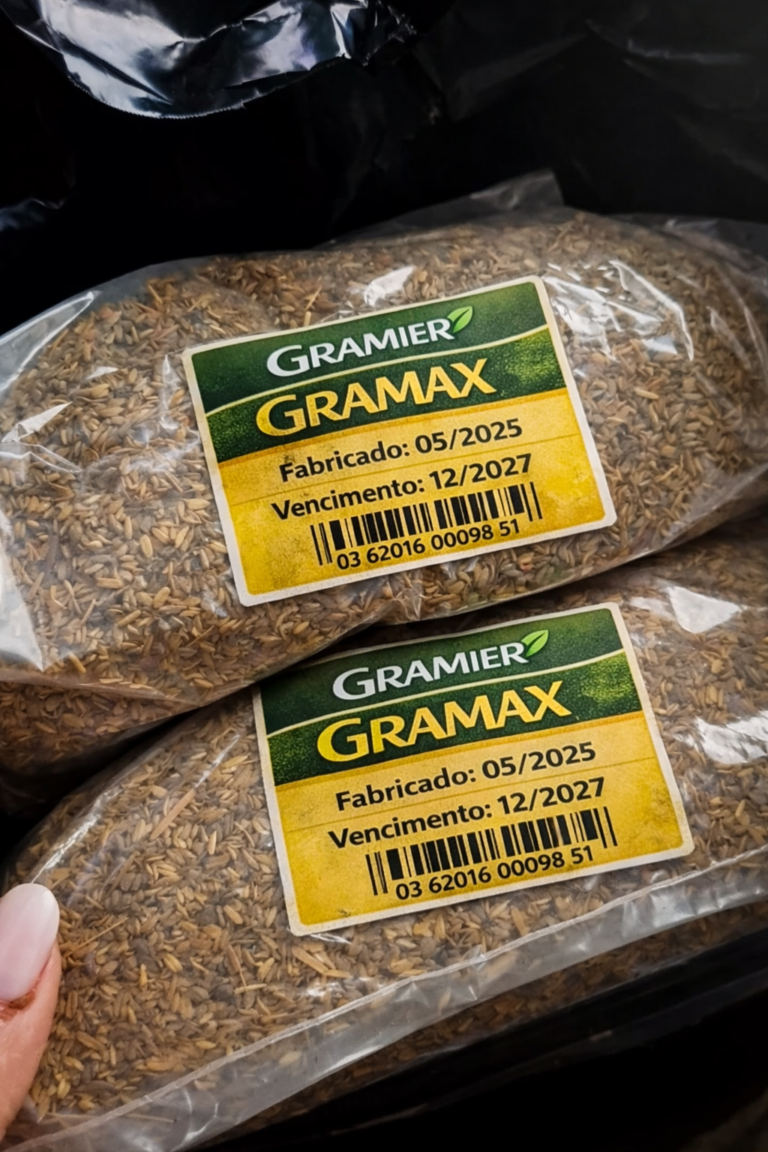 GRAMIER
GRAMAX
Fabricado: 05/2025
Vencimento: 12/2027
03 62016 00098 51
GRAMIER
GRAMAX
Fabricado: 05/2025
Vencimento: 12/2027
03 62016 00098 51